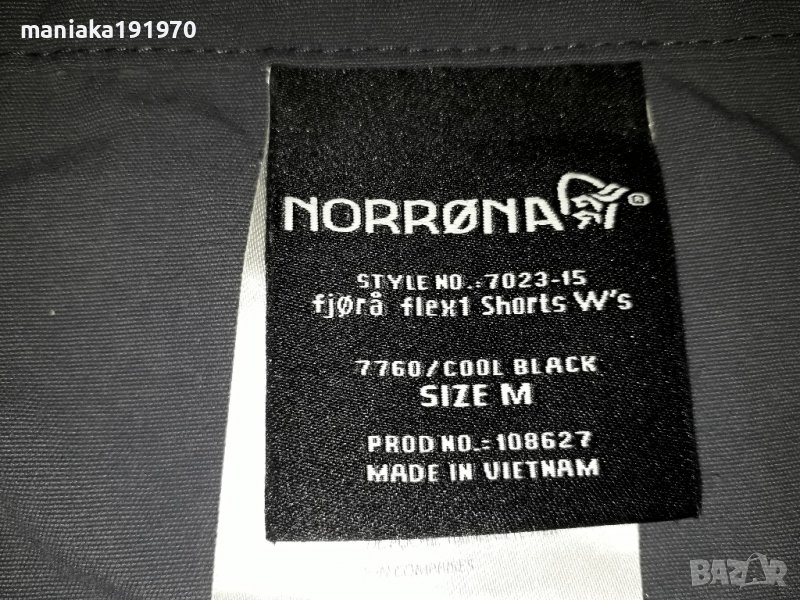 maniaka191970
NORRØNA®
STYLE NO.:7023-15
fjørå flex1 Shorts W's
7760/COOL BLACK
SIZE M
PROD NO.:108627
MADE IN VIETNAM
BAZAR